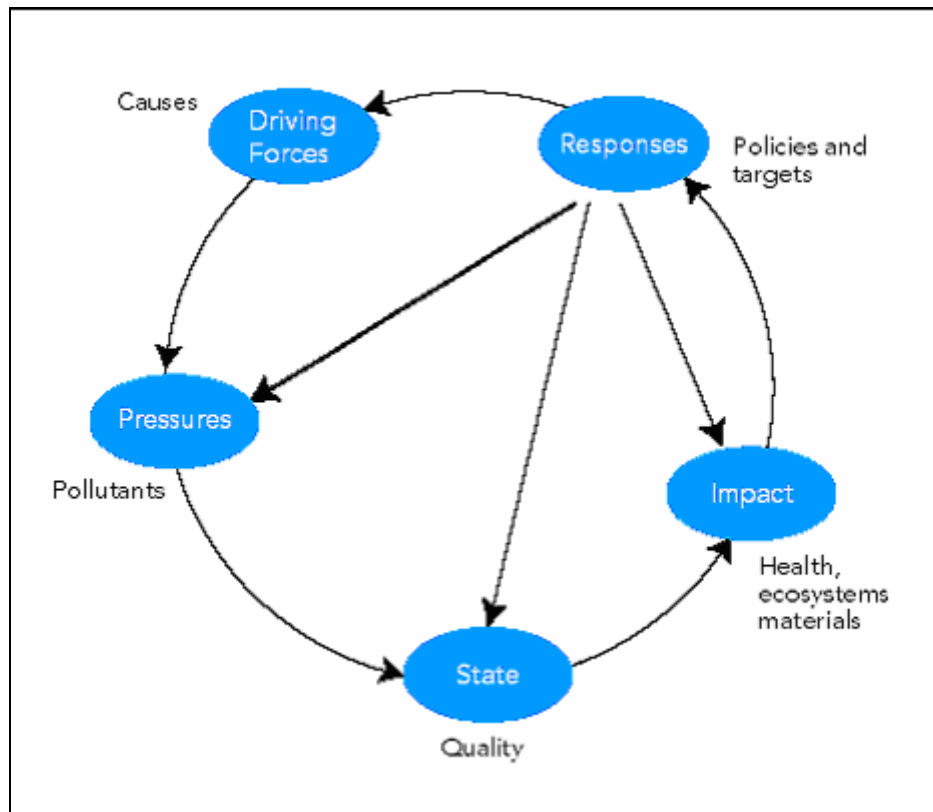 Causes
Driving
Forces
Responses
Policies and
targets
Pressures
Pollutants
Impact
Health,
ecosystems
materials
State
Quality